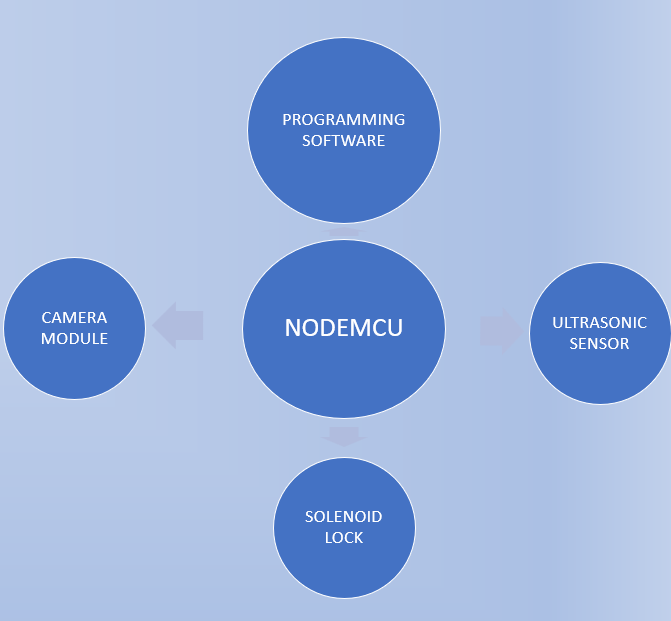 PROGRAMMING
SOFTWARE
CAMERA
MODULE
NODEMCU
ULTRASONIC
SENSOR
SOLENOID
LOCK